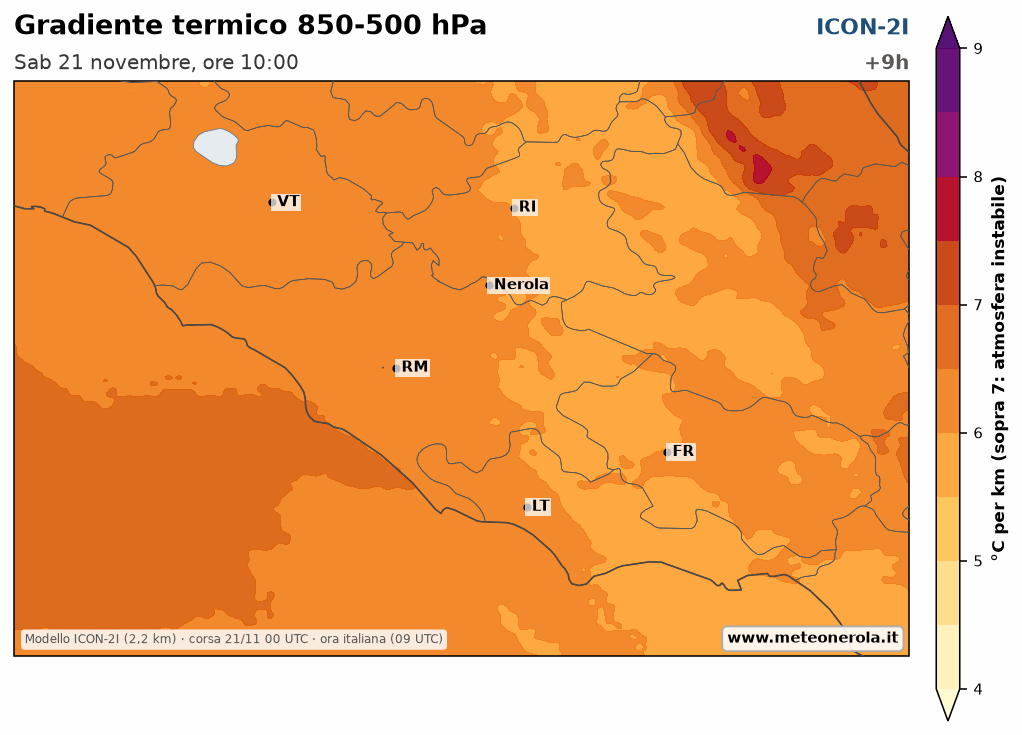 Gradiente termico 850-500 hPa
ICON-2I
Sab 21 novembre, ore 10:00
+9h
VT
RI
Nerola
RM
FR
LT
Modello ICON-2I (2,2 km) · corsa 21/11 00 UTC · ora italiana (09 UTC)
www.meteonerola.it
9
8
7
6
5
4
°C per km (sopra 7: atmosfera instabile)